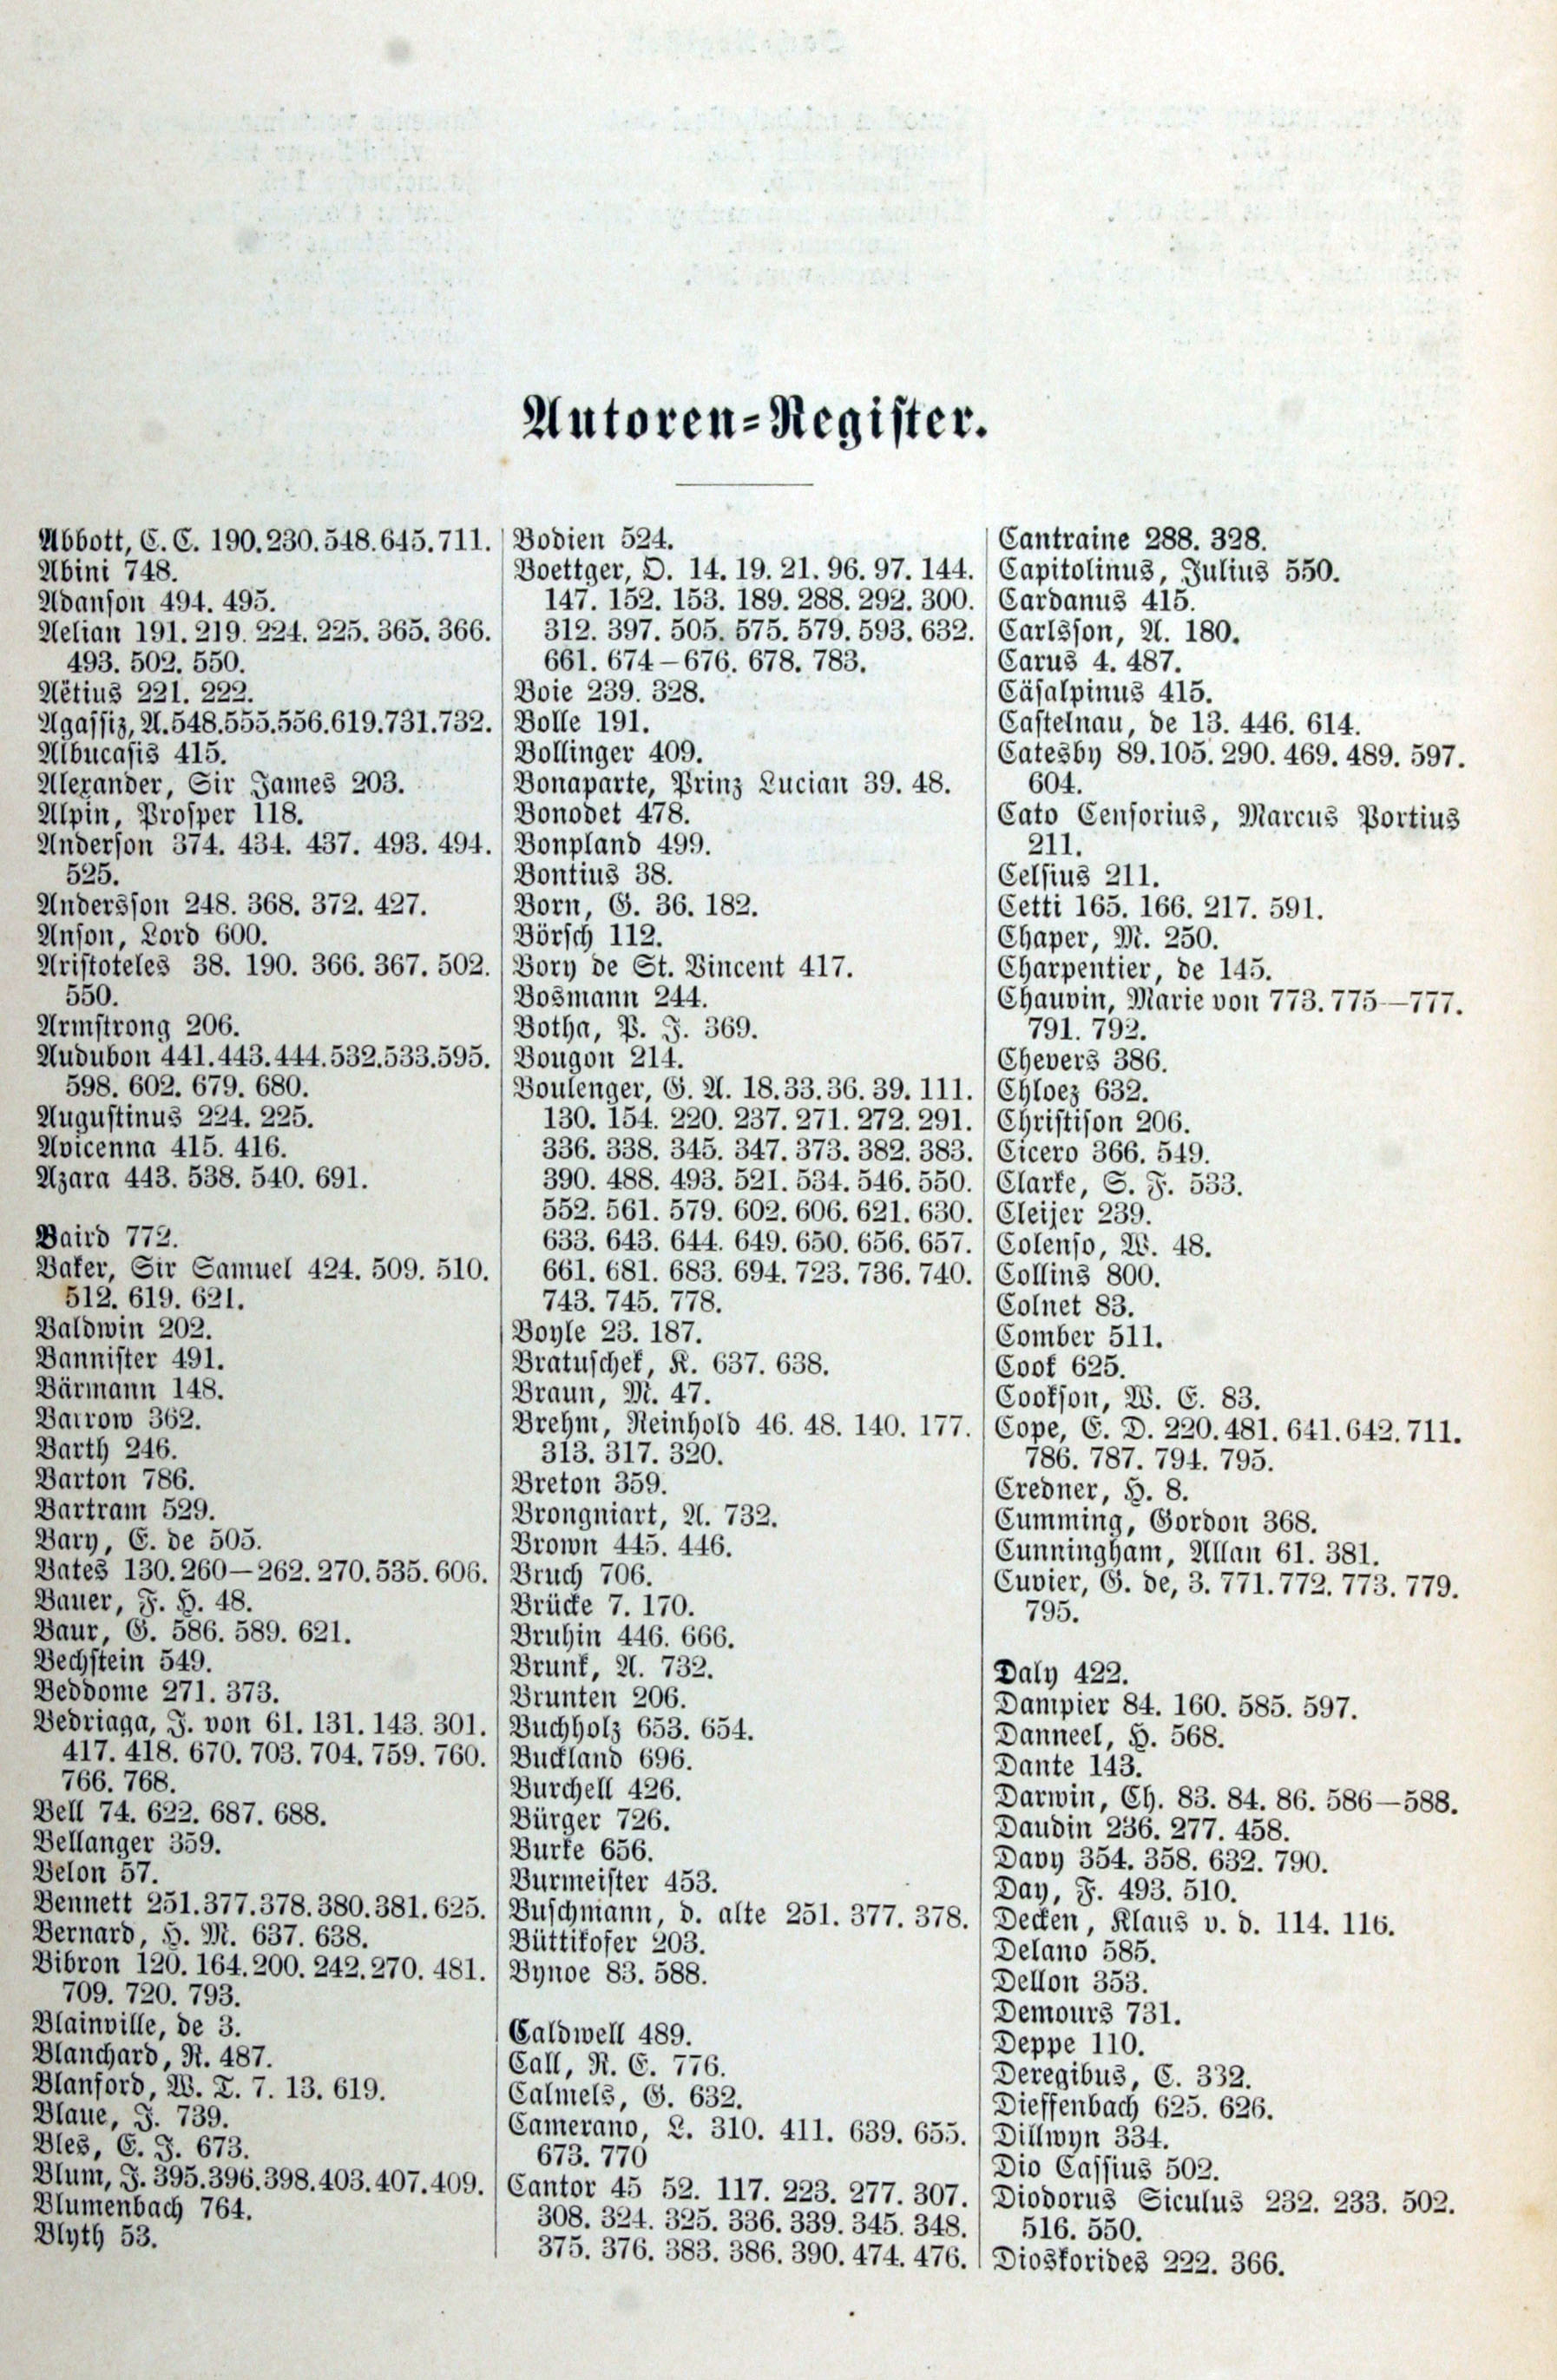 Autoren-Register.
Abbott, C. C. 190. 230. 548. 645. 711.
Abini 748.
Adanson 494. 495.
Aelian 191. 219. 224. 225. 365. 366.
493. 502. 550.
Aëtius 221. 222.
Agassiz, A. 548. 555. 556. 619. 731. 732.
Albucasis 415.
Alexander, Sir James 203.
Alpin, Prosper 118.
Anderson 374. 434. 437. 493. 494.
525.
Andersson 248. 368. 372. 427.
Anson, Lord 600.
Aristoteles 38. 190. 366. 367. 502.
550.
Armstrong 206.
Audubon 441. 443. 444. 532. 533. 595.
598. 602. 679. 680.
Augustinus 224. 225.
Avicenna 415. 416.
Azara 443. 538. 540. 691.
Baird 772.
Baker, Sir Samuel 424. 509. 510.
512. 619. 621.
Baldwin 202.
Bannister 491.
Bärmann 148.
Barrow 362.
Barth 246.
Barton 786.
Bartram 529.
Bary, E. de 505.
Bates 130. 260—262. 270. 535. 606.
Bauer, F. H. 48.
Baur, G. 586. 589. 621.
Bechstein 549.
Beddome 271. 373.
Bedriaga, J. von 61. 131. 143. 301.
417. 418. 670. 703. 704. 759. 760.
766. 768.
Bell 74. 622. 687. 688.
Bellanger 359.
Belon 57.
Bennett 251. 377. 378. 380. 381. 625.
Bernard, H. M. 637. 638.
Bibron 120. 164. 200. 242. 270. 481.
709. 720. 793.
Blainville, de 3.
Blanchard, R. 487.
Blanford, W. T. 7. 13. 619.
Blaue, J. 739.
Bles, E. J. 673.
Blum, J. 395. 396. 398. 403. 407. 409.
Blumenbach 764.
Blyth 53.
Bodien 524.
Boettger, O. 14. 19. 21. 96. 97. 144.
147. 152. 153. 189. 288. 292. 300.
312. 397. 505. 575. 579. 593. 632.
661. 674—676. 678. 783.
Boie 239. 328.
Bolle 191.
Bollinger 409.
Bonaparte, Prinz Lucian 39. 48.
Bonodet 478.
Bonpland 499.
Bontius 38.
Born, G. 36. 182.
Börsch 112.
Bory de St. Vincent 417.
Bosmann 244.
Botha, P. J. 369.
Bougon 214.
Boulenger, G. A. 18. 33. 36. 39. 111.
130. 154. 220. 237. 271. 272. 291.
336. 338. 345. 347. 373. 382. 383.
390. 488. 493. 521. 534. 546. 550.
552. 561. 579. 602. 606. 621. 630.
633. 643. 644. 649. 650. 656. 657.
661. 681. 683. 694. 723. 736. 740.
743. 745. 778.
Boyle 23. 187.
Bratuschek, K. 637. 638.
Braun, M. 47.
Brehm, Reinhold 46. 48. 140. 177.
313. 317. 320.
Breton 359.
Brongniart, A. 732.
Brown 445. 446.
Bruch 706.
Brücke 7. 170.
Bruhin 446. 666.
Brunk, A. 732.
Brunten 206.
Buchholz 653. 654.
Buckland 696.
Burchell 426.
Bürger 726.
Burke 656.
Burmeister 453.
Buschmann, d. alte 251. 377. 378.
Büttikofer 203.
Bynoe 83. 588.
Caldwell 489.
Call, R. E. 776.
Calmels, G. 632.
Camerano, L. 310. 411. 639. 655.
673. 770
Cantor 45 52. 117. 223. 277. 307.
308. 324. 325. 336. 339. 345. 348.
375. 376. 383. 386. 390. 474. 476.
Cantraine 288. 328.
Capitolinus, Julius 550.
Cardanus 415.
Carlsson, A. 180.
Carus 4. 487.
Cäsalpinus 415.
Castelnau, de 13. 446. 614.
Catesby 89. 105. 290. 469. 489. 597.
604.
Cato Censorius, Marcus Portius
211.
Celsius 211.
Cetti 165. 166. 217. 591.
Chaper, M. 250.
Charpentier, de 145.
Chauvin, Marie von 773. 775—777.
791. 792.
Chevers 386.
Chloez 632.
Christison 206.
Cicero 366. 549.
Clarke, S. F. 533.
Cleijer 239.
Colenso, W. 48.
Collins 800.
Colnet 83.
Comber 511.
Cook 625.
Cookson, W. E. 83.
Cope, E. D. 220. 481. 641. 642. 711.
786. 787. 794. 795.
Credner, H. 8.
Cumming, Gordon 368.
Cunningham, Allan 61. 381.
Cuvier, G. de, 3. 771. 772. 773. 779.
795.
Daly 422.
Dampier 84. 160. 585. 597.
Danneel, H. 568.
Dante 143.
Darwin, Ch. 83. 84. 86. 586—588.
Daudin 236. 277. 458.
Davy 354. 358. 632. 790.
Day, F. 493. 510.
Decken, Klaus v. d. 114. 116.
Delano 585.
Dellon 353.
Demours 731.
Deppe 110.
Deregibus, C. 332.
Dieffenbach 625. 626.
Dillwyn 334.
Dio Cassius 502.
Diodorus Siculus 232. 233. 502.
516. 550.
Dioskorides 222. 366.